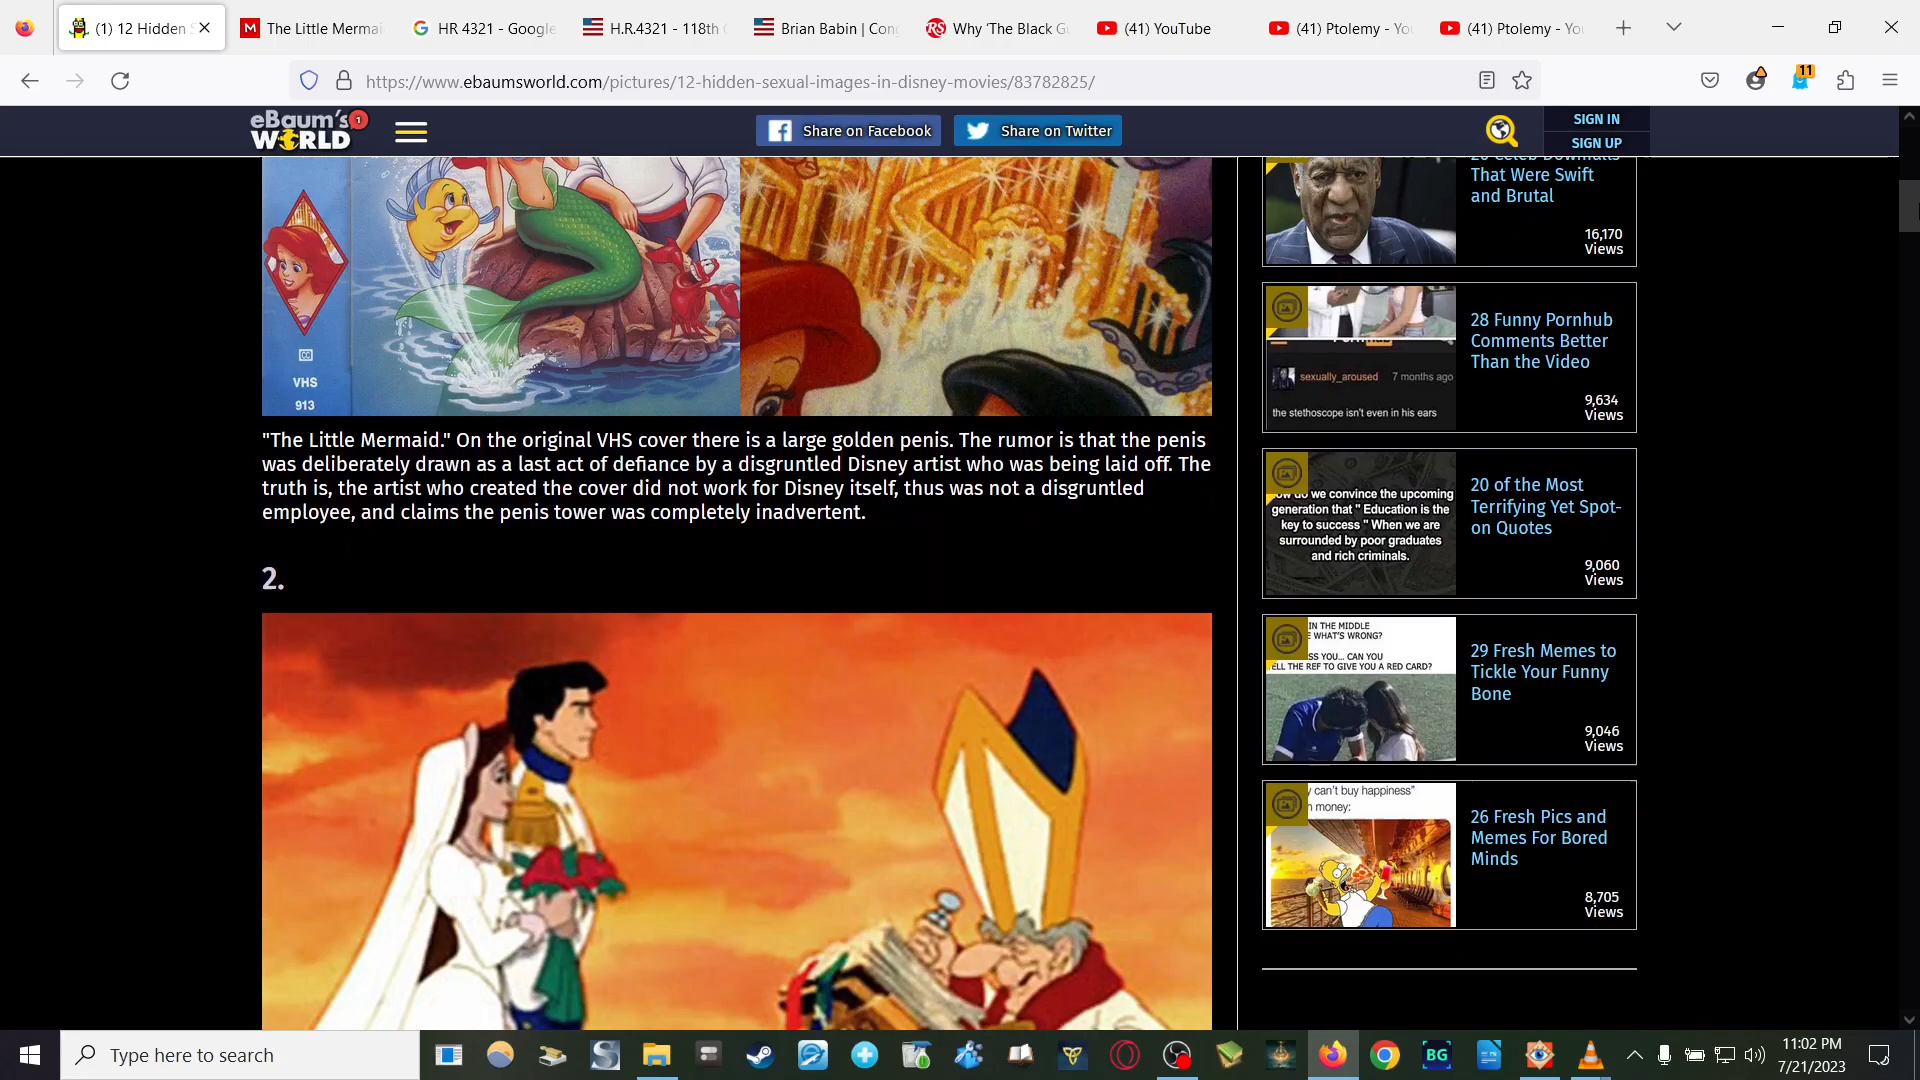 (1) 12 Hidden S
The Little Mermai
HR 4321 - Google
H.R.4321 - 118th C
Brian Babin | Con
Why ‘The Black Gu
(41) YouTube
(41) Ptolemy - Yo
(41) Ptolemy - Yo
https://www.ebaumsworld.com/pictures/12-hidden-sexual-images-in-disney-movies/83782825/
11
eBaum's
WORLD
1
Share on Facebook
Share on Twitter
SIGN IN
SIGN UP
CC
VHS
913
"The Little Mermaid." On the original VHS cover there is a large golden penis. The rumor is that the penis
was deliberately drawn as a last act of defiance by a disgruntled Disney artist who was being laid off. The
truth is, the artist who created the cover did not work for Disney itself, thus was not a disgruntled
employee, and claims the penis tower was completely inadvertent.
2.
20 Celeb Downfalls
That Were Swift
and Brutal
16,170
Views
sexually_aroused 7 months ago
the stethoscope isn't even in his ears
28 Funny Pornhub
Comments Better
Than the Video
9,634
Views
How do we convince the upcoming
generation that " Education is the
key to success " When we are
surrounded by poor graduates
and rich criminals.
20 of the Most
Terrifying Yet Spot-
on Quotes
9,060
Views
IN THE MIDDLE
E WHAT'S WRONG?
SS YOU... CAN YOU
ELL THE REF TO GIVE YOU A RED CARD?
29 Fresh Memes to
Tickle Your Funny
Bone
9,046
Views
y can't buy happiness"
h money:
26 Fresh Pics and
Memes For Bored
Minds
8,705
Views
Type here to search
BG
11:02 PM
7/21/2023